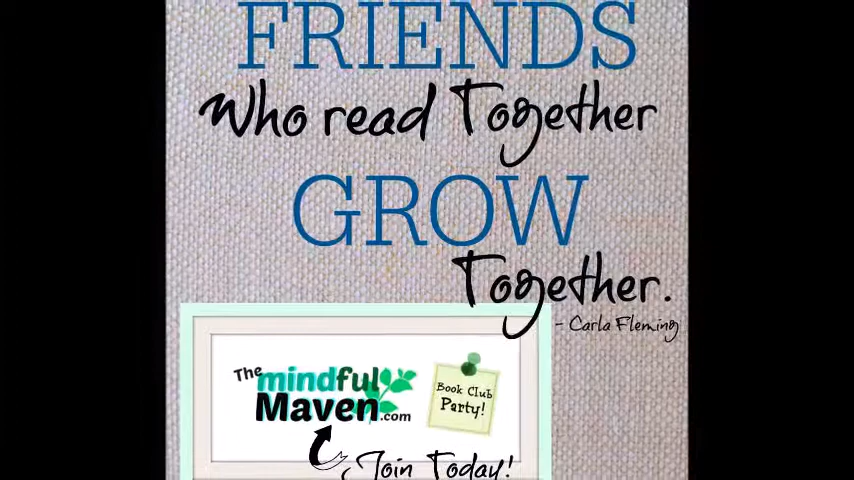 FRIENDS
Who read Together
GROW
Together.
- Carla Fleming
The mindful
Maven.com
Book Club
Party!
Join Today!